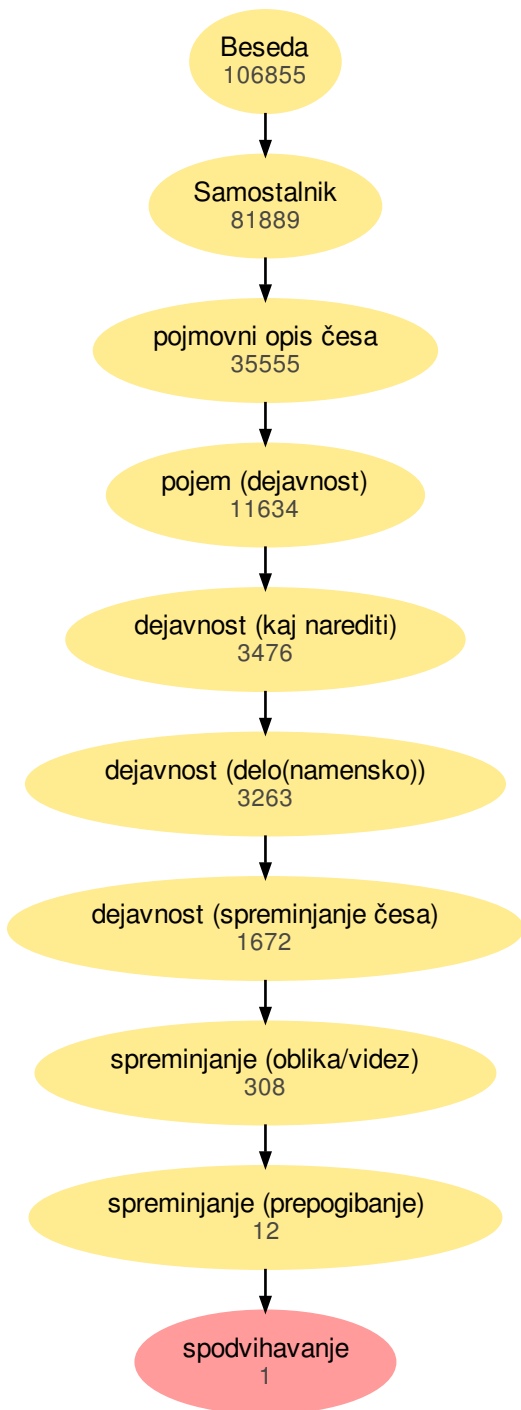 Beseda
106855
Samostalnik
81889
pojmovni opis česa
35555
pojem (dejavnost)
11634
dejavnost (kaj narediti)
3476
dejavnost (delo(namensko))
3263
dejavnost (spreminjanje česa)
1672
spreminjanje (oblika/videz)
308
spreminjanje (prepogibanje)
12
spodvihavanje
1